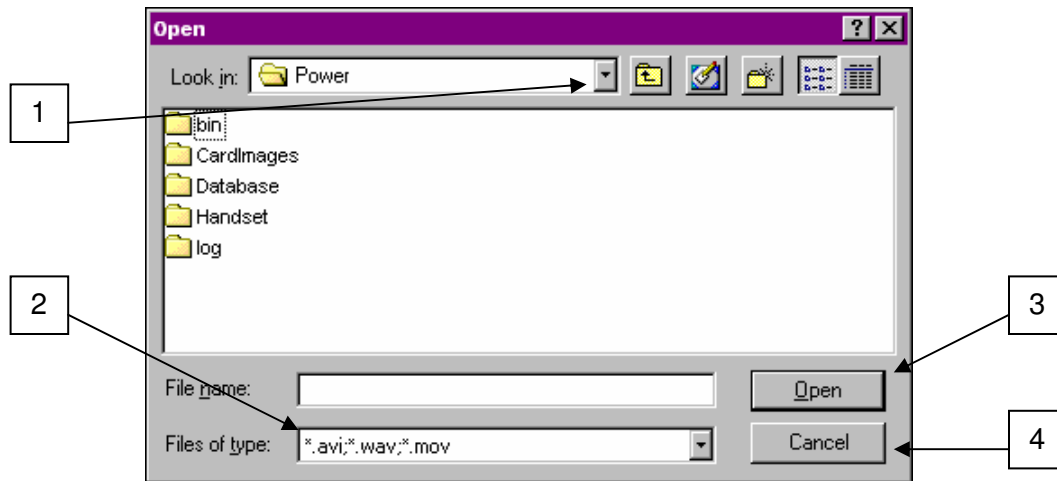 Open
Look in: Power
1
bin
CardImages
Database
Handset
log
2
3
File name:
Open
Files of type: *.avi;*.wav;*.mov
Cancel
4